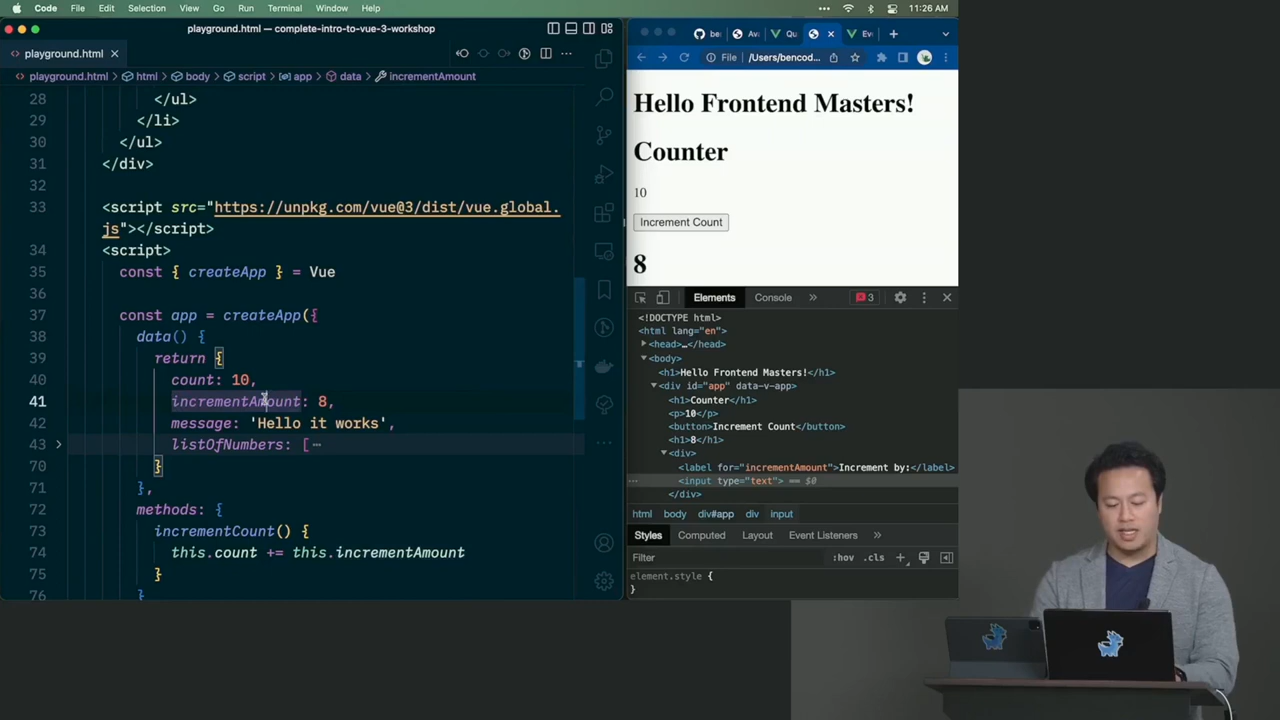 Code File Edit Selection View Go Run Terminal Window Help
11:26 AM
playground.html — complete-intro-to-vue-3-workshop
playground.html
playground.html > html > body > script > app > data > incrementAmount
28 </ul>
29 </li>
30 </ul>
31 </div>
32
33 <script src="https://unpkg.com/vue@3/dist/vue.global.
js"></script>
34 <script>
35 const { createApp } = Vue
36
37 const app = createApp({
38 data() {
39 return {
40 count: 10,
41 incrementAmount: 8,
42 message: 'Hello it works',
43 listOfNumbers: [⋯
70 }
71 },
72 methods: {
73 incrementCount() {
74 this.count += this.incrementAmount
75 }
76 }
be Av Qu Ev
File /Users/bencod...
Hello Frontend Masters!
Counter
10
Increment Count
8
Elements Console » 3
<!DOCTYPE html>
<html lang="en">
<head>…</head>
<body>
<h1>Hello Frontend Masters!</h1>
<div id="app" data-v-app>
<h1>Counter</h1>
<p>10</p>
<button>Increment Count</button>
<h1>8</h1>
<div>
<label for="incrementAmount">Increment by:</label>
<input type="text"> == $0
</div>
html body div#app div input
Styles Computed Layout Event Listeners »
Filter :hov .cls +
element.style {
}